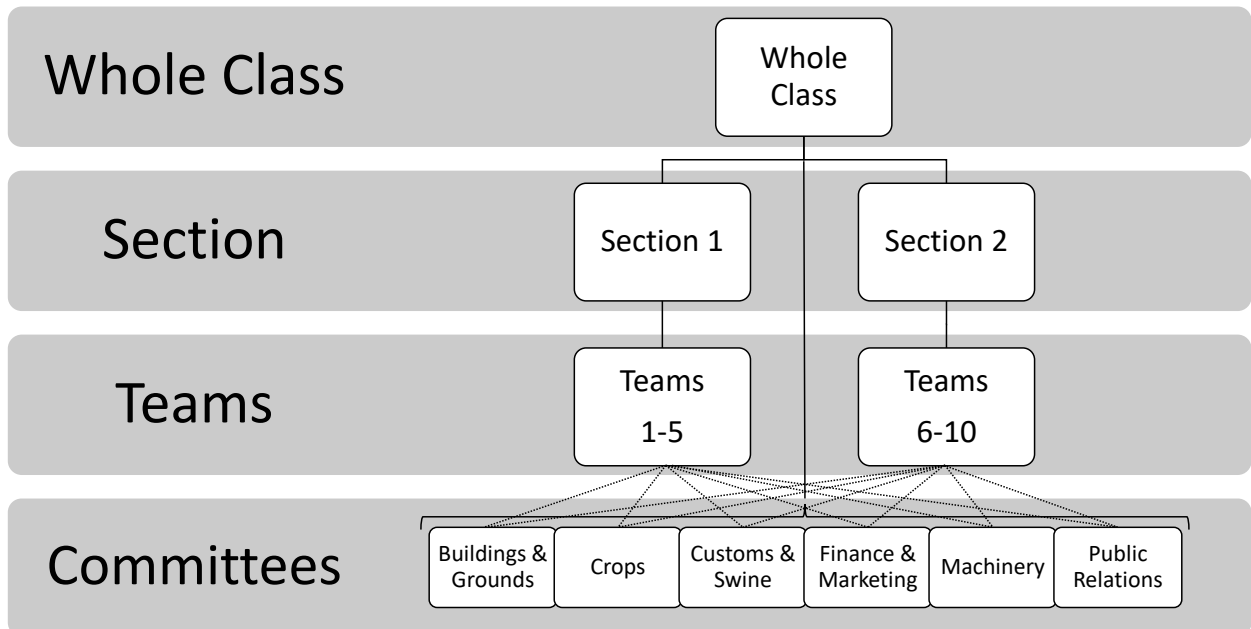 Whole Class
Whole
Class
Section
Section 1
Section 2
Teams
Teams
1-5
Teams
6-10
Committees
Buildings &
Grounds
Crops
Customs &
Swine
Finance &
Marketing
Machinery
Public
Relations